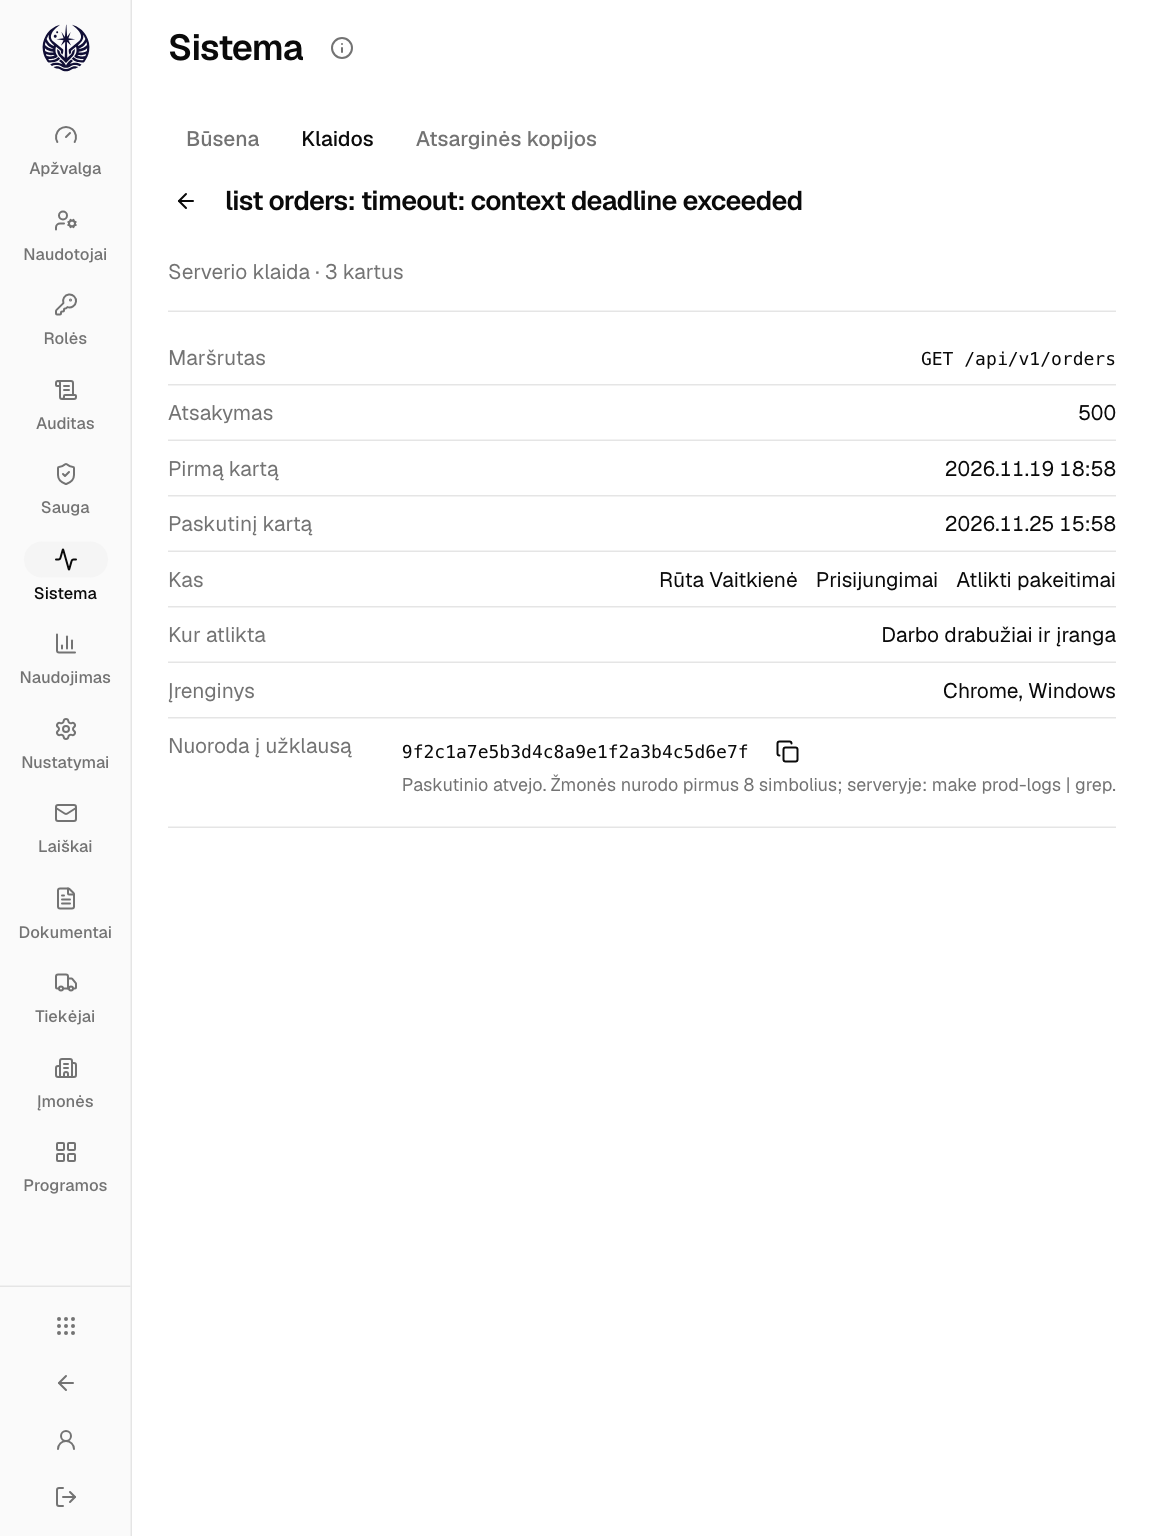 Sistema
Būsena Klaidos Atsarginės kopijos
list orders: timeout: context deadline exceeded
Serverio klaida · 3 kartus
Maršrutas GET /api/v1/orders
Atsakymas 500
Pirmą kartą 2026.11.19 18:58
Paskutinį kartą 2026.11.25 15:58
Kas Rūta Vaitkienė Prisijungimai Atlikti pakeitimai
Kur atlikta Darbo drabužiai ir įranga
Įrenginys Chrome, Windows
Nuoroda į užklausą 9f2c1a7e5b3d4c8a9e1f2a3b4c5d6e7f
Paskutinio atvejo. Žmonės nurodo pirmus 8 simbolius; serveryje: make prod-logs | grep.
Apžvalga
Naudotojai
Rolės
Auditas
Sauga
Sistema
Naudojimas
Nustatymai
Laiškai
Dokumentai
Tiekėjai
Įmonės
Programos